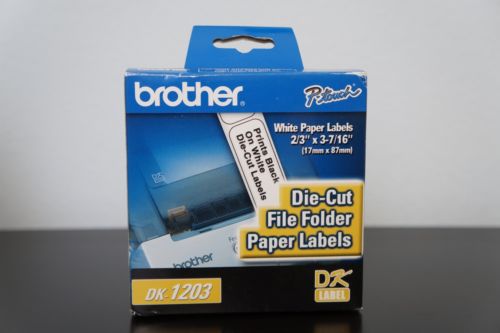 brother®
P-touch
White Paper Labels
2/3" x 3-7/16"
(17mm x 87mm)
Prints Black
On White
Die-Cut Labels
Die-Cut
File Folder
Paper Labels
brother
DK-1203
DK
LABEL